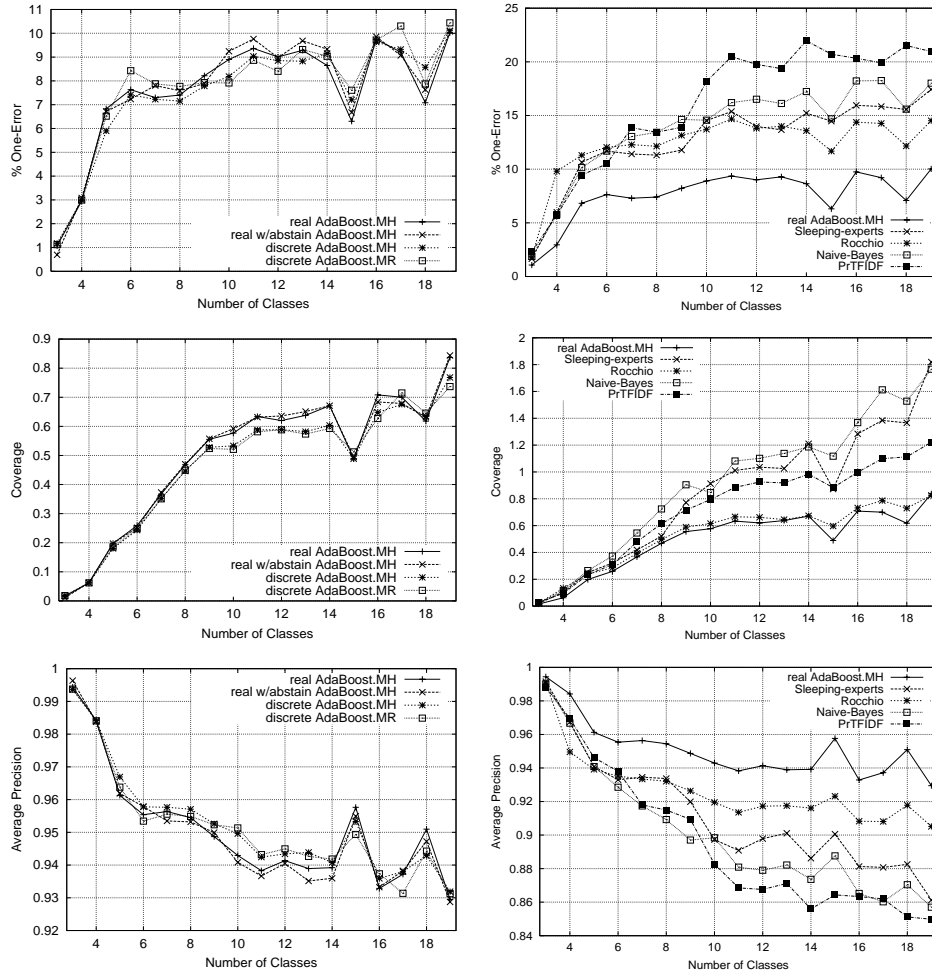 11
10
9
8
7
6
5
4
3
2
1
0
% One-Error
real AdaBoost.MH
real w/abstain AdaBoost.MH
discrete AdaBoost.MH
discrete AdaBoost.MR
4 6 8 10 12 14 16 18
Number of Classes
25
20
15
10
5
0
% One-Error
real AdaBoost.MH
Sleeping-experts
Rocchio
Naive-Bayes
PrTFIDF
4 6 8 10 12 14 16 18
Number of Classes
0.9
0.8
0.7
0.6
0.5
0.4
0.3
0.2
0.1
0
Coverage
real AdaBoost.MH
real w/abstain AdaBoost.MH
discrete AdaBoost.MH
discrete AdaBoost.MR
4 6 8 10 12 14 16 18
Number of Classes
2
1.8
1.6
1.4
1.2
1
0.8
0.6
0.4
0.2
0
Coverage
real AdaBoost.MH
Sleeping-experts
Rocchio
Naive-Bayes
PrTFIDF
4 6 8 10 12 14 16 18
Number of Classes
1
0.99
0.98
0.97
0.96
0.95
0.94
0.93
0.92
Average Precision
real AdaBoost.MH
real w/abstain AdaBoost.MH
discrete AdaBoost.MH
discrete AdaBoost.MR
4 6 8 10 12 14 16 18
Number of Classes
1
0.98
0.96
0.94
0.92
0.9
0.88
0.86
0.84
Average Precision
real AdaBoost.MH
Sleeping-experts
Rocchio
Naive-Bayes
PrTFIDF
4 6 8 10 12 14 16 18
Number of Classes